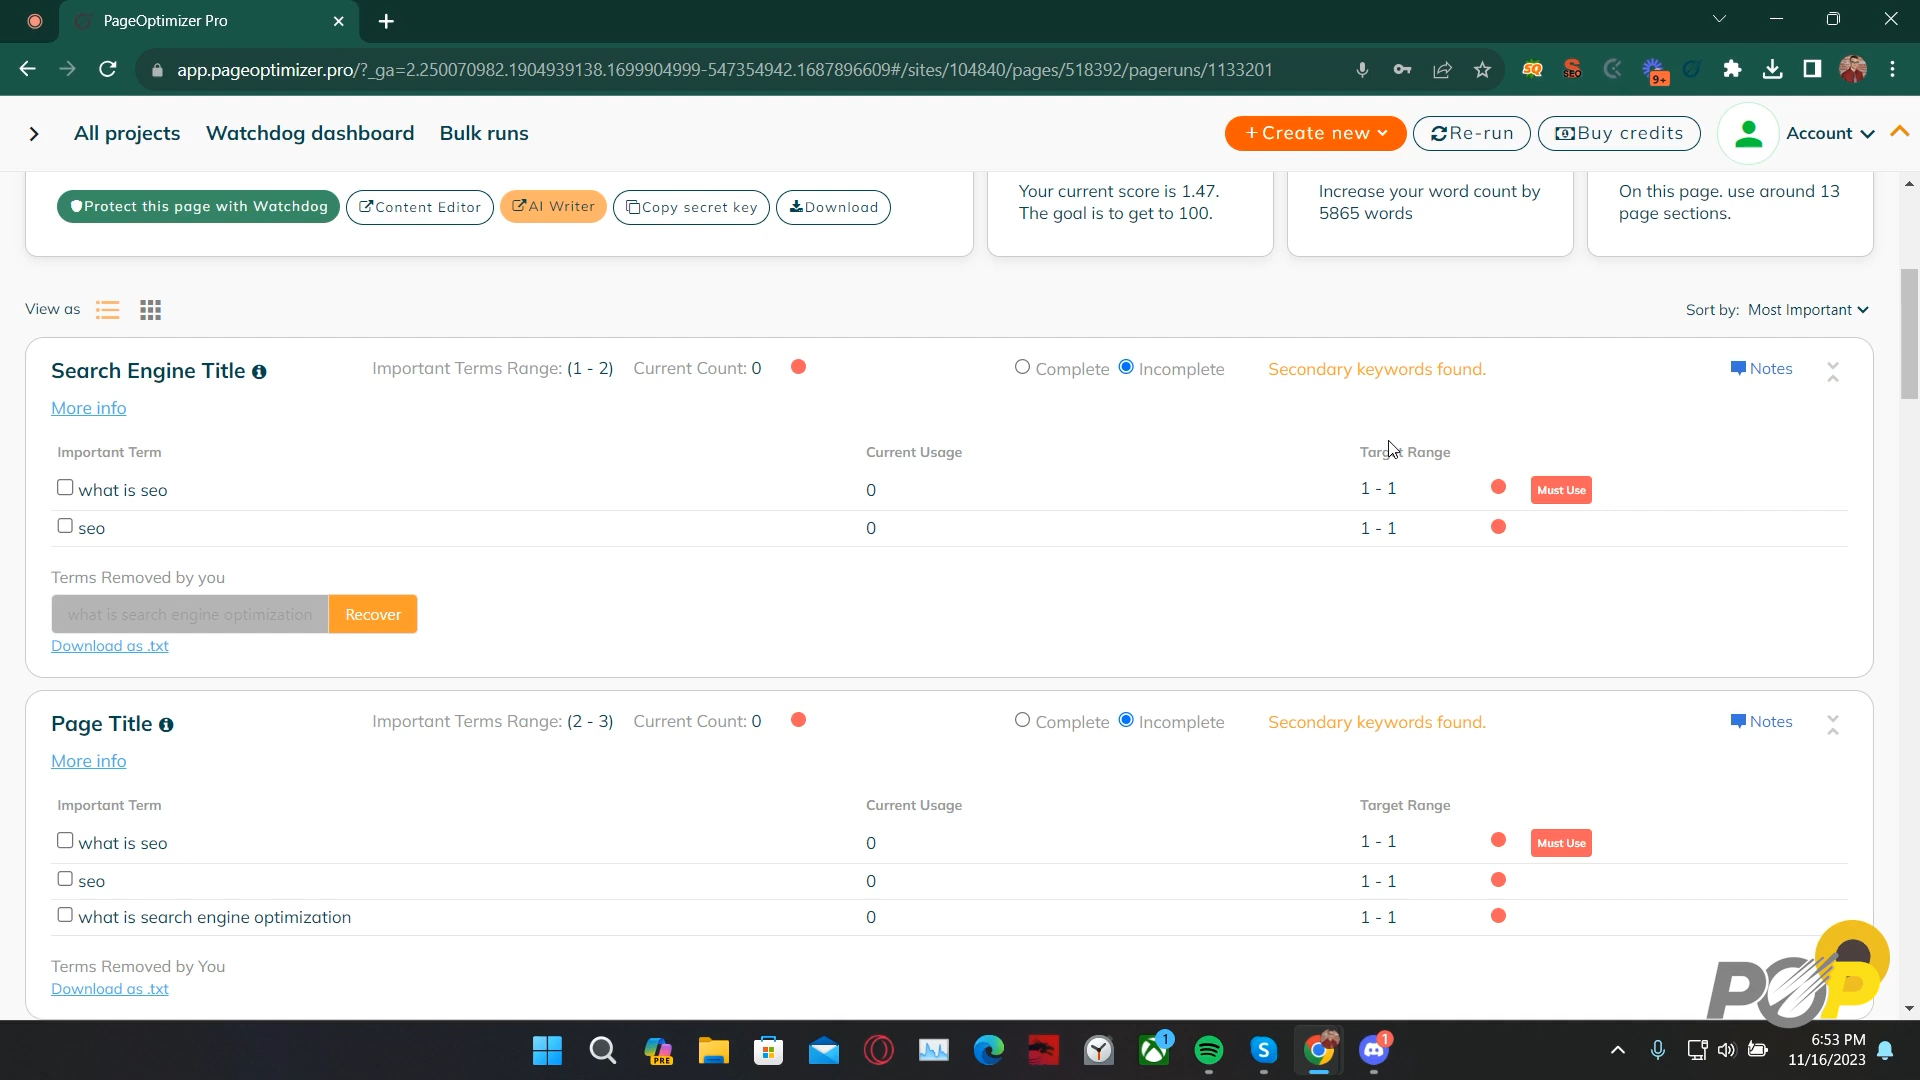 PageOptimizer Pro
app.pageoptimizer.pro/?_ga=2.250070982.1904939138.1699904999-547354942.1687896609#/sites/104840/pages/518392/pageruns/1133201
SQ
SEO
9+
All projects Watchdog dashboard Bulk runs
+Create new Re-run Buy credits Account
Protect this page with Watchdog Content Editor AI Writer Copy secret key Download
Your current score is 1.47.
The goal is to get to 100.
Increase your word count by
5865 words
On this page. use around 13
page sections.
View as
Sort by: Most Important
Search Engine Title Important Terms Range: (1 - 2) Current Count: 0 Complete Incomplete Secondary keywords found. Notes
More info
Important Term Current Usage Target Range
what is seo 0 1 - 1 Must Use
seo 0 1 - 1
Terms Removed by you
what is search engine optimization Recover
Download as .txt
Page Title Important Terms Range: (2 - 3) Current Count: 0 Complete Incomplete Secondary keywords found. Notes
More info
Important Term Current Usage Target Range
what is seo 0 1 - 1 Must Use
seo 0 1 - 1
what is search engine optimization 0 1 - 1
Terms Removed by You
Download as .txt
POP
PRE
1
S
1
6:53 PM
11/16/2023